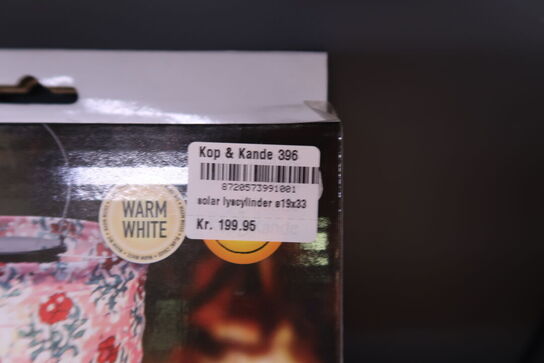 Kop & Kande 396
8720573991001
solar lyscylinder ø19x33
Kr. 199.95
WARM
WHITE